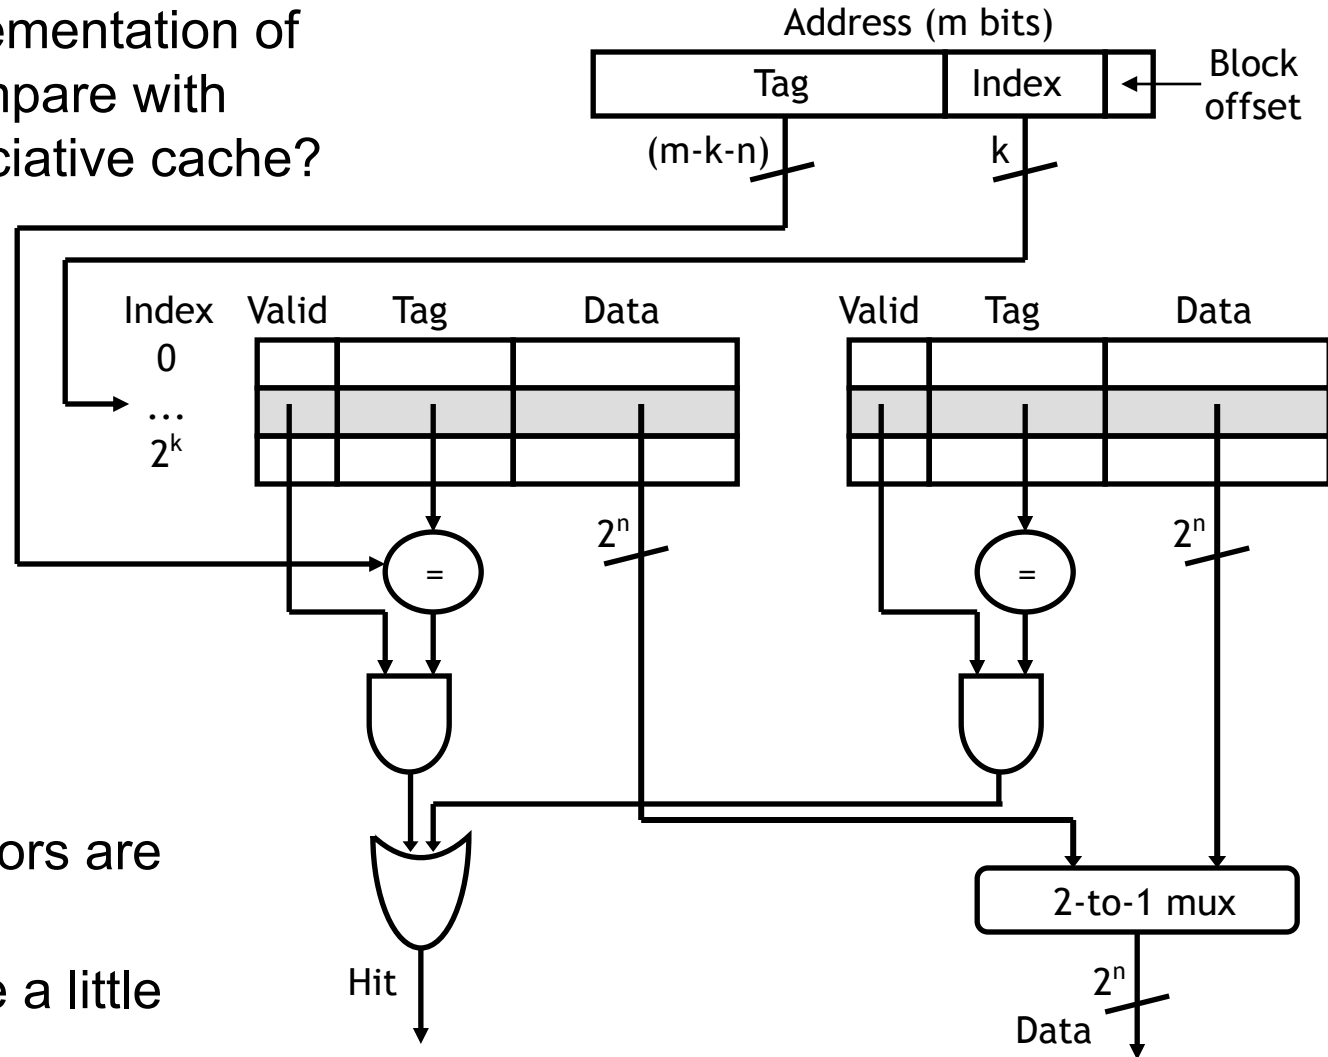 ementation of
npare with
ciative cache?
Address (m bits)
Tag Index
Block
offset
(m-k-n) k
Index Valid Tag Data
Valid Tag Data
0
...
2ᵏ
= 2ⁿ
= 2ⁿ
ors are
e a little
2-to-1 mux
Hit
2ⁿ
Data